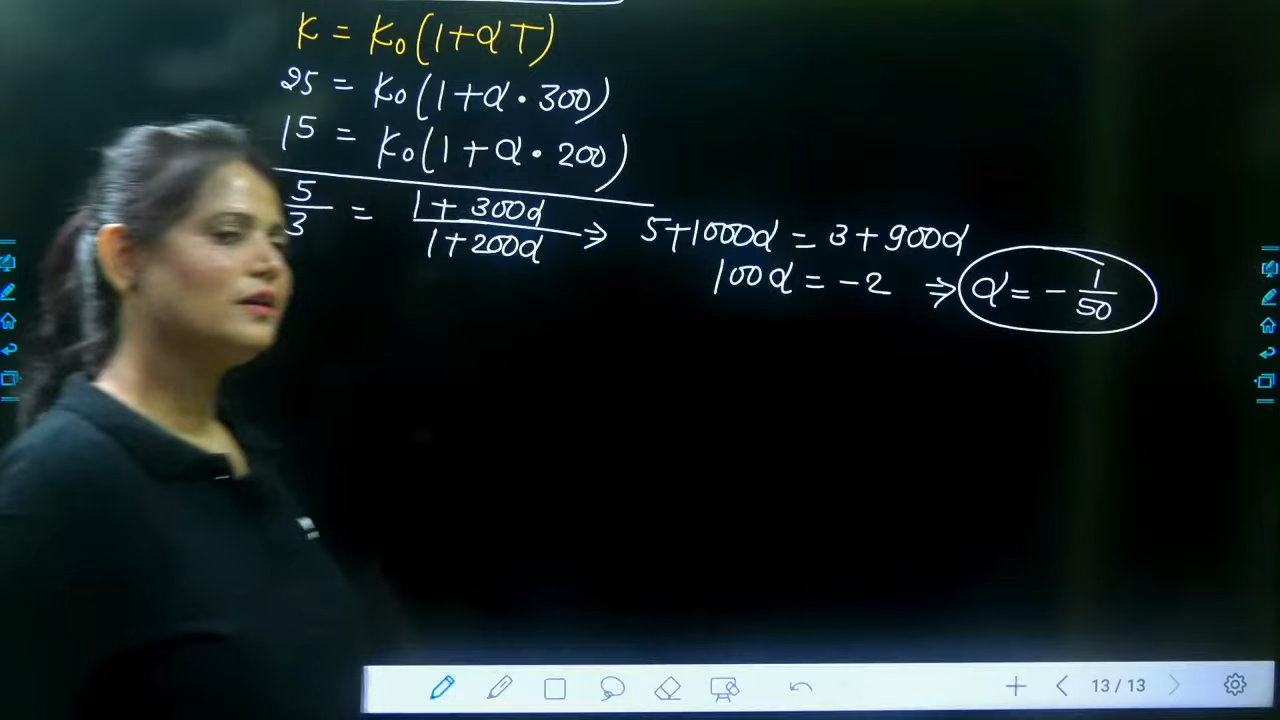 K = K₀(1+αT)
25 = K₀(1+α·300)
15 = K₀(1+α·200)
5/3 = (1+300α)/(1+200α) ⇒ 5+1000α = 3+900α
100α = -2 ⇒ α = -1/50
13 / 13